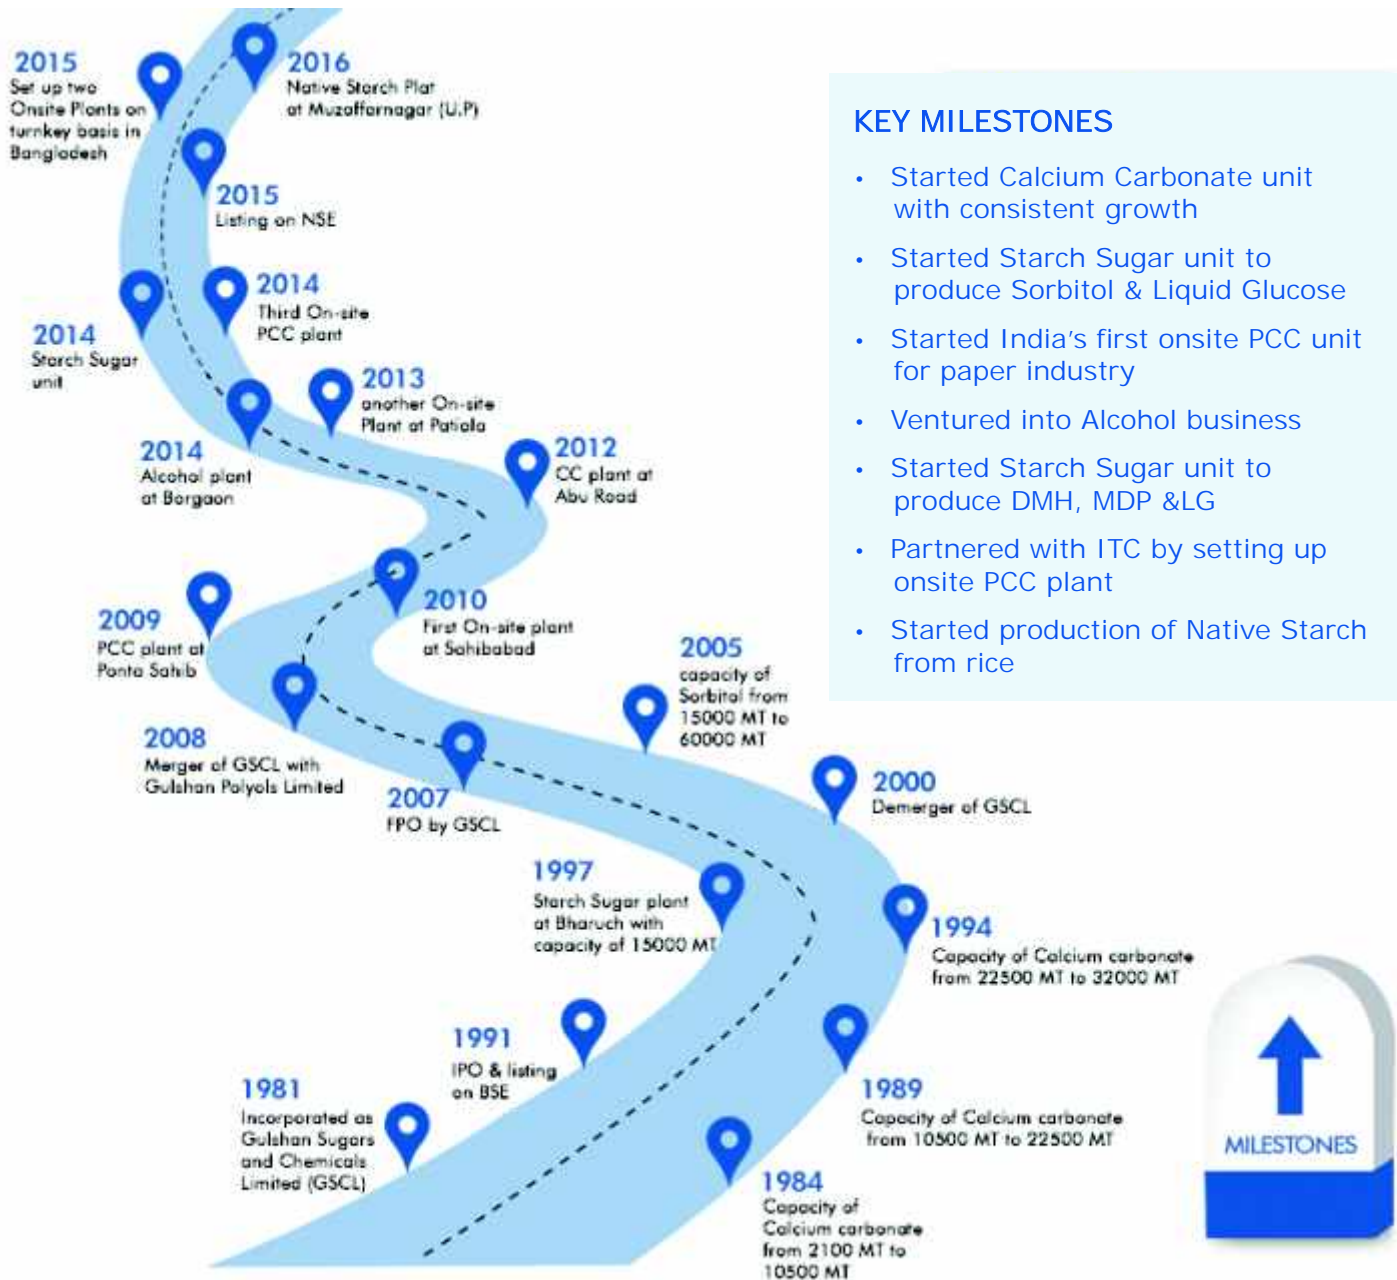 2015
Set up two
Onsite Plants on
turnkey basis in
Bangladesh
2016
Native Starch Plat
at Muzaffarnagar (U.P)
2015
Listing on NSE
2014
Third On-site
PCC plant
2014
Starch Sugar
unit
2013
another On-site
Plant at Patiala
2014
Alcohol plant
at Borgaon
2012
CC plant at
Abu Road
2010
First On-site plant
at Sahibabad
2009
PCC plant at
Ponta Sahib
2005
capacity of
Sorbitol from
15000 MT to
60000 MT
2008
Merger of GSCL with
Gulshan Polyols Limited
2007
FPO by GSCL
2000
Demerger of GSCL
1997
Starch Sugar plant
at Bharuch with
capacity of 15000 MT
1994
Capacity of Calcium carbonate
from 22500 MT to 32000 MT
1991
IPO & listing
on BSE
1989
Capacity of Calcium carbonate
from 10500 MT to 22500 MT
1981
Incorporated as
Gulshan Sugars
and Chemicals
Limited (GSCL)
1984
Capacity of
Calcium carbonate
from 2100 MT to
10500 MT
KEY MILESTONES
• Started Calcium Carbonate unit
with consistent growth
• Started Starch Sugar unit to
produce Sorbitol & Liquid Glucose
• Started India's first onsite PCC unit
for paper industry
• Ventured into Alcohol business
• Started Starch Sugar unit to
produce DMH, MDP &LG
• Partnered with ITC by setting up
onsite PCC plant
• Started production of Native Starch
from rice
MILESTONES